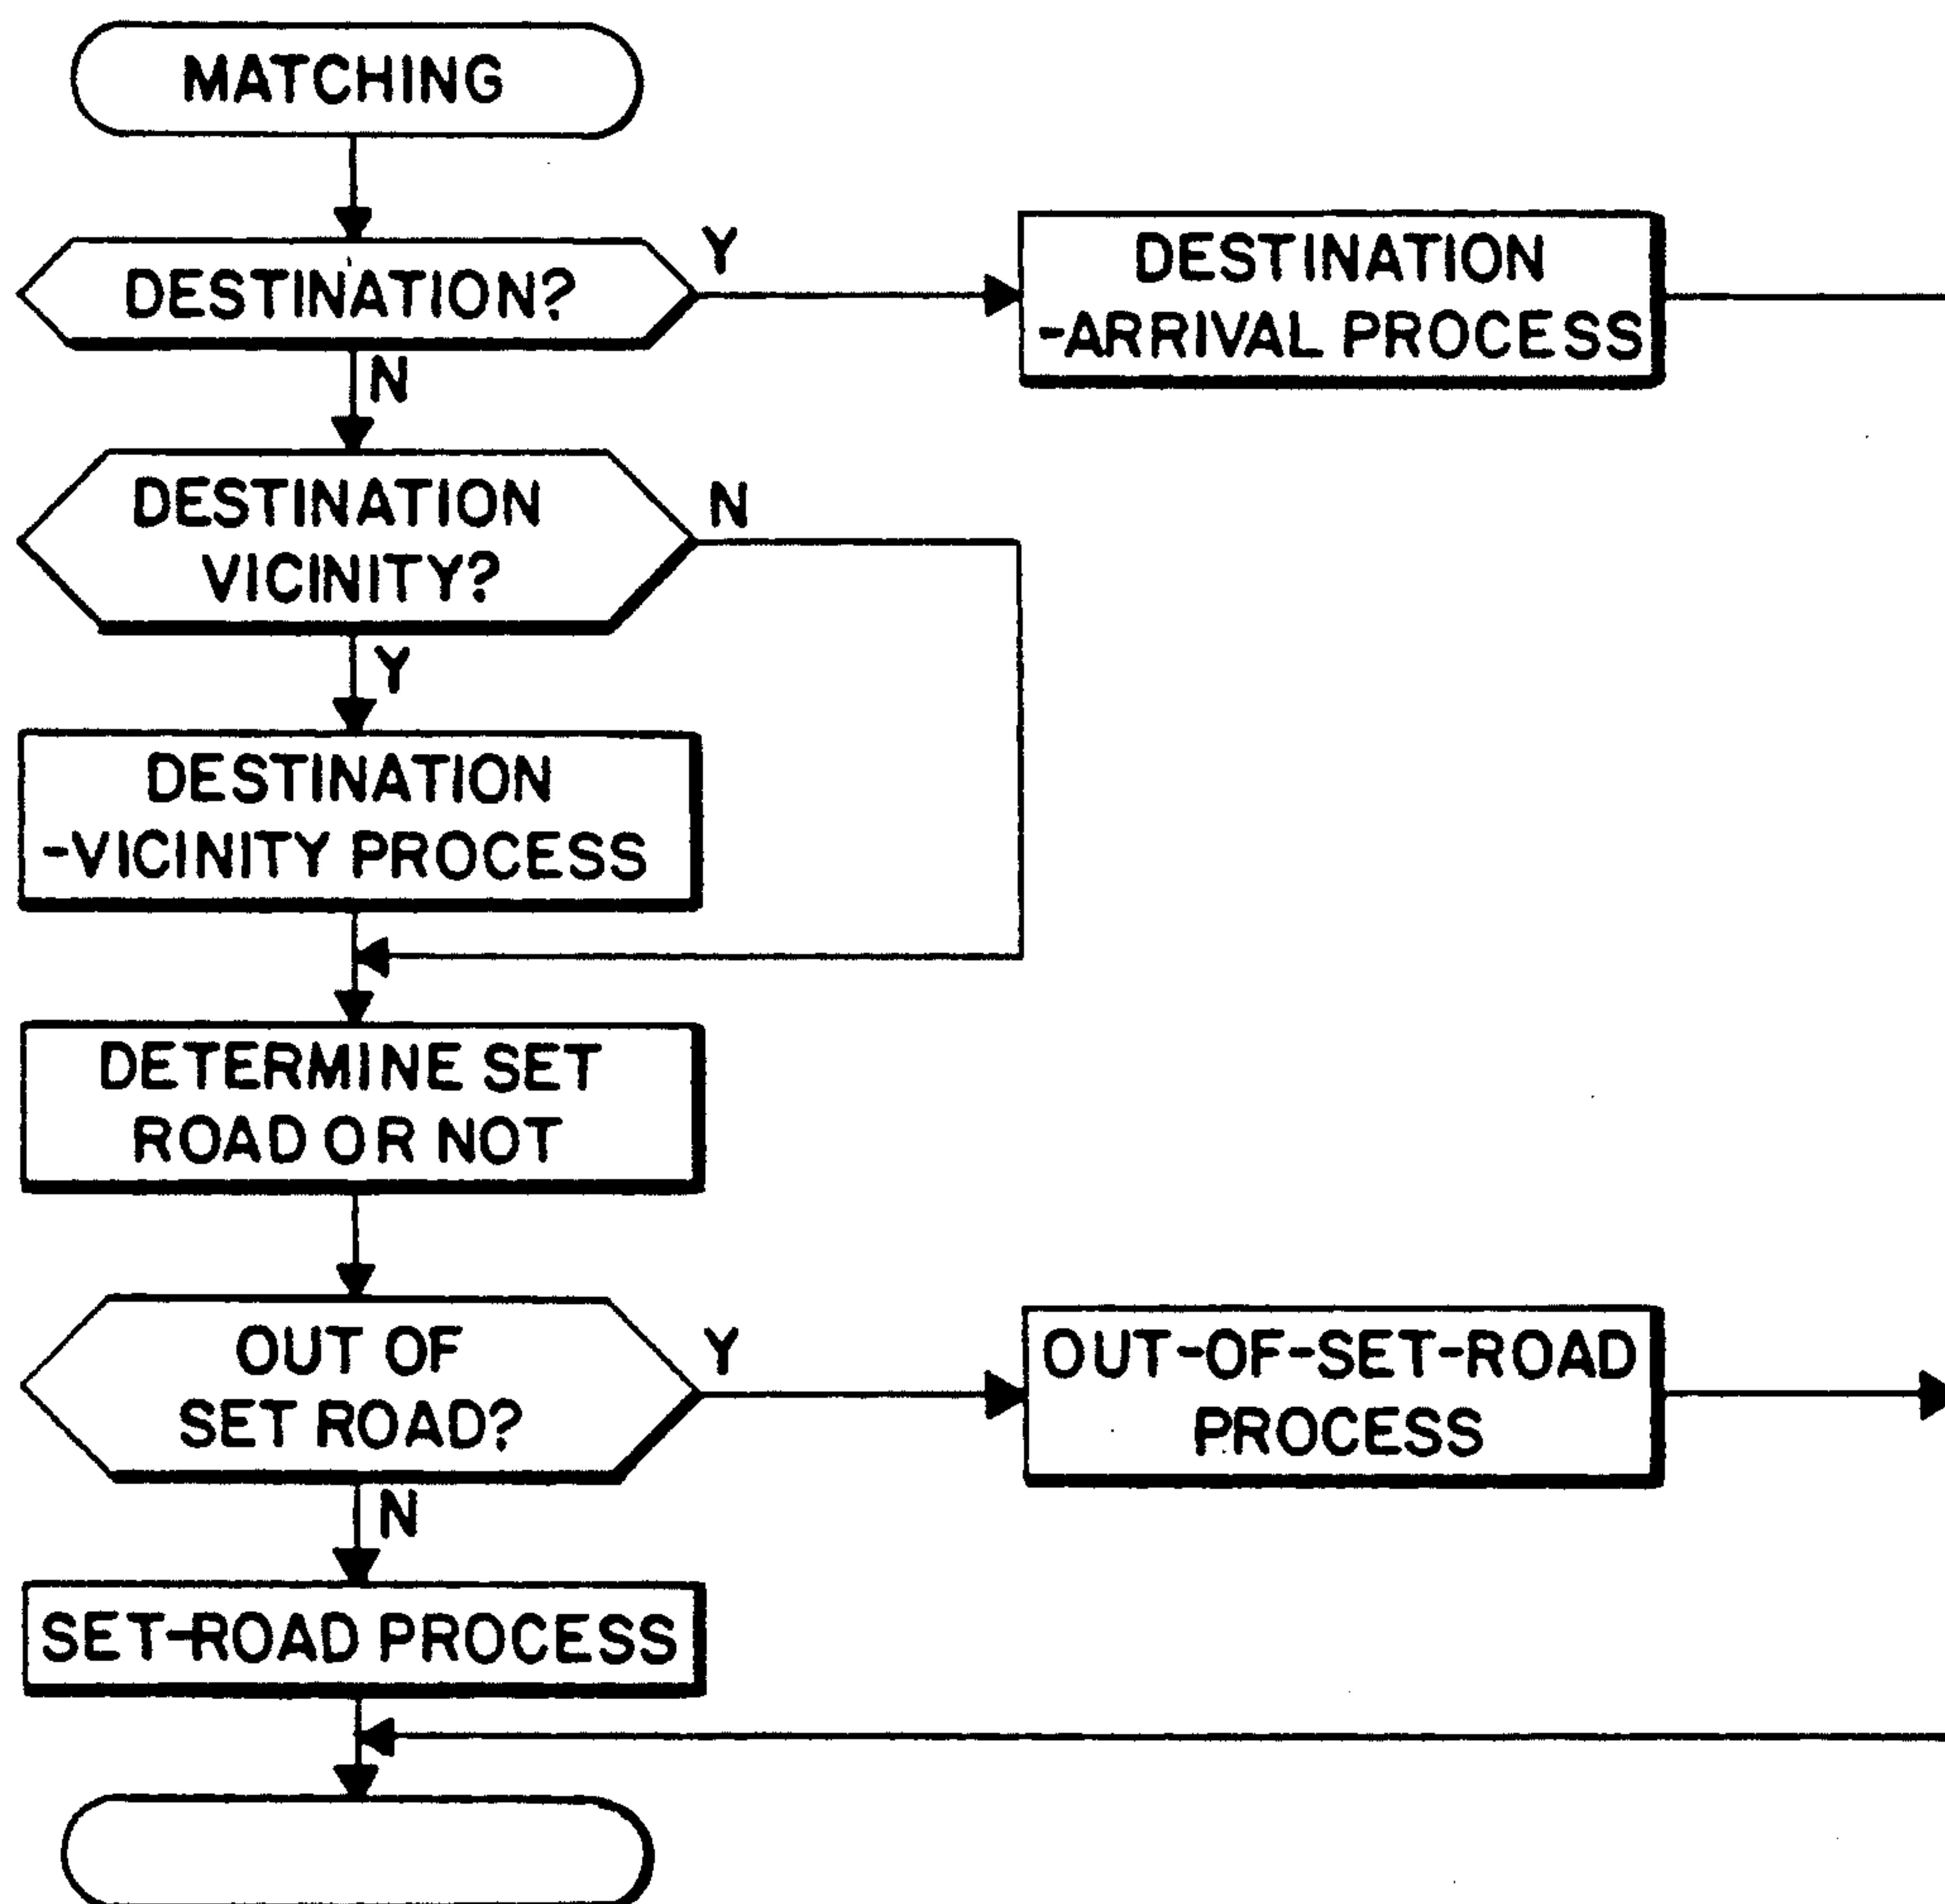 MATCHING
DESTINATION?
Y
DESTINATION
-ARRIVAL PROCESS
N
DESTINATION
VICINITY?
N
Y
DESTINATION
-VICINITY PROCESS
DETERMINE SET
ROAD OR NOT
OUT OF
SET ROAD?
Y
OUT-OF-SET-ROAD
PROCESS
N
SET-ROAD PROCESS